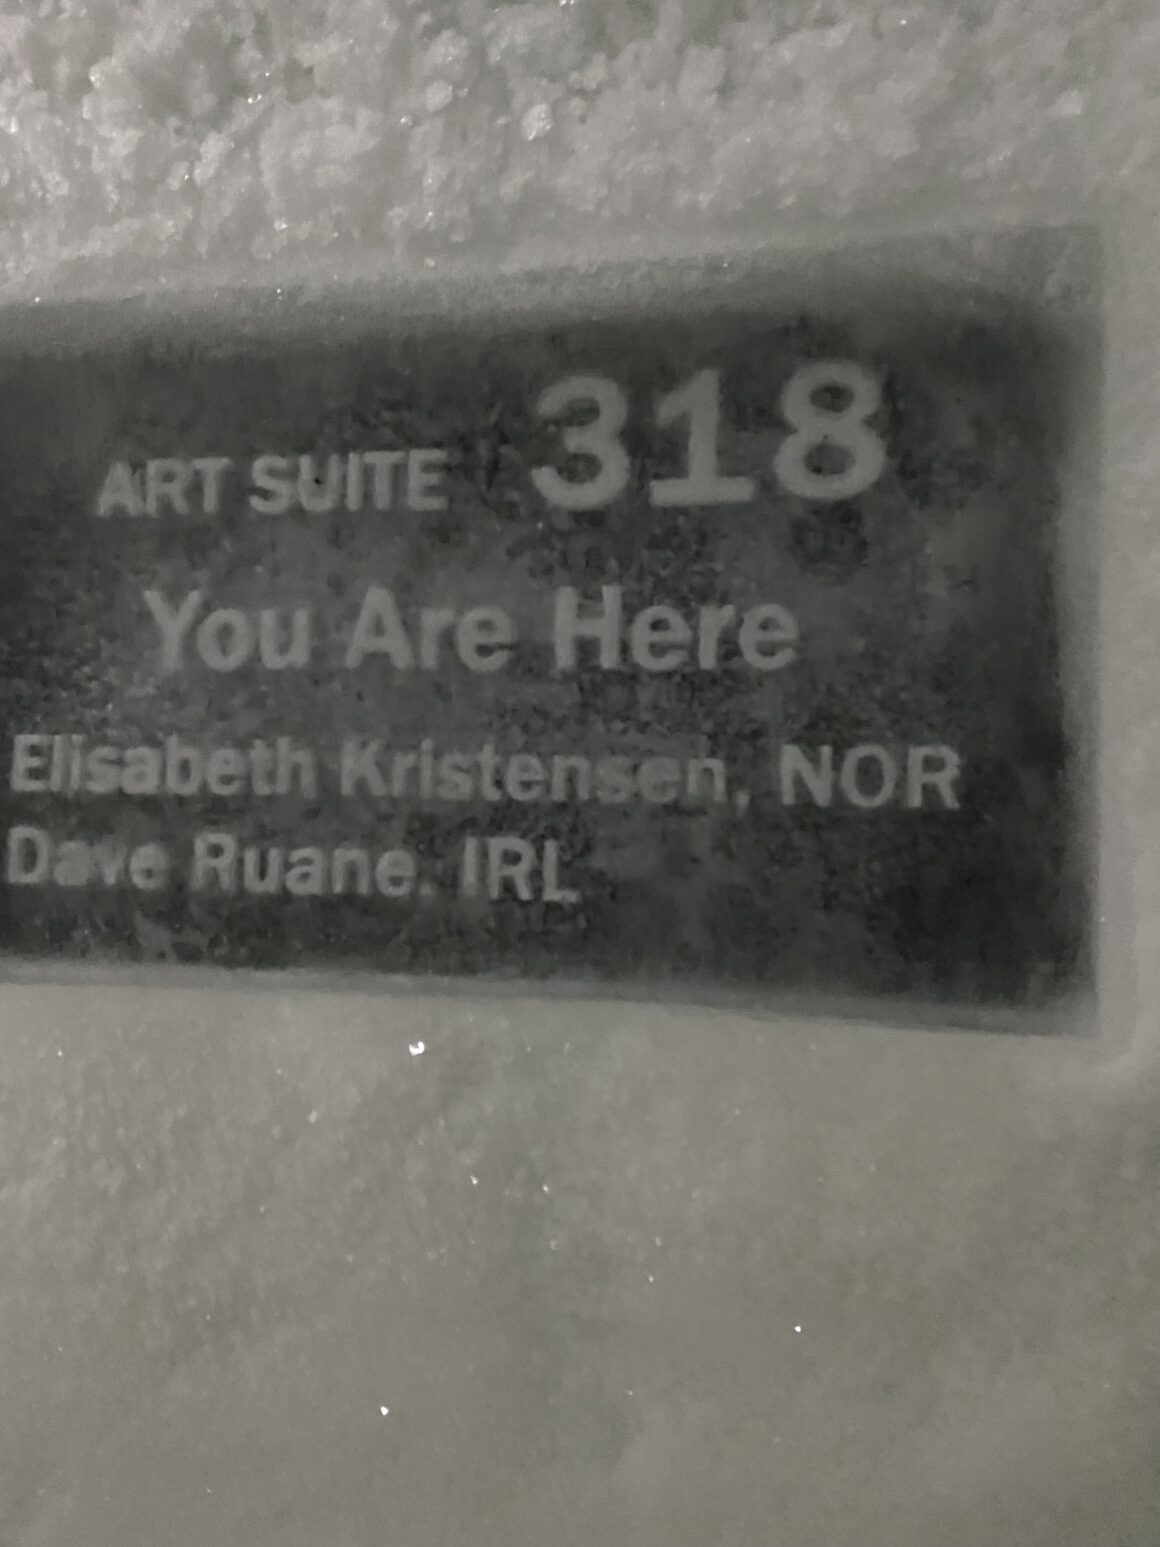 ART SUITE 318
You Are Here
Elisabeth Kristensen, NOR
Dave Ruane. IRL